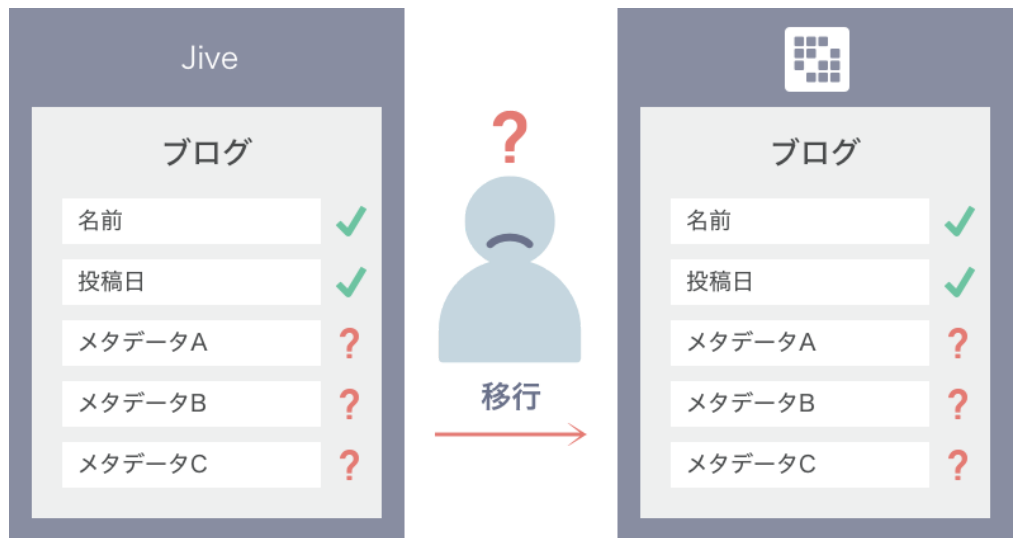 Jive
ブログ
名前
投稿日
メタデータA
?
メタデータB
?
メタデータC
?
?
移行
ブログ
名前
投稿日
メタデータA
?
メタデータB
?
メタデータC
?